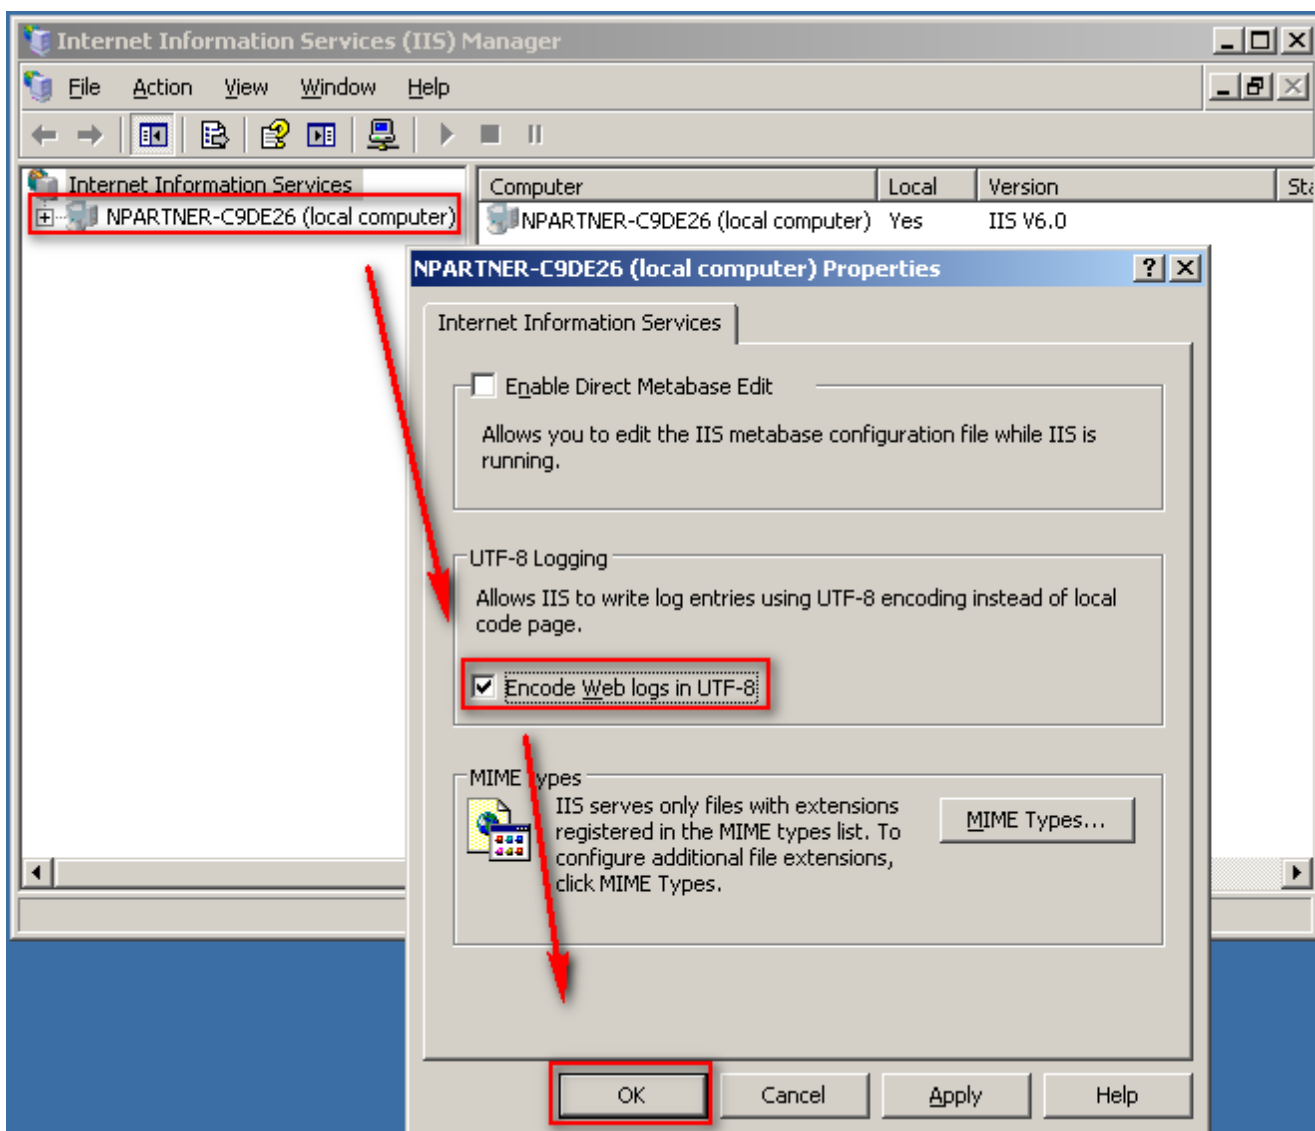 Internet Information Services (IIS) Manager
File Action View Window Help
Internet Information Services
NPARTNER-C9DE26 (local computer)
Computer Local Version
NPARTNER-C9DE26 (local computer) Yes IIS V6.0
NPARTNER-C9DE26 (local computer) Properties
Internet Information Services
Enable Direct Metabase Edit
Allows you to edit the IIS metabase configuration file while IIS is
running.
UTF-8 Logging
Allows IIS to write log entries using UTF-8 encoding instead of local
code page.
Encode Web logs in UTF-8
MIME types
IIS serves only files with extensions
registered in the MIME types list. To
configure additional file extensions,
click MIME Types.
MIME Types...
OK Cancel Apply Help